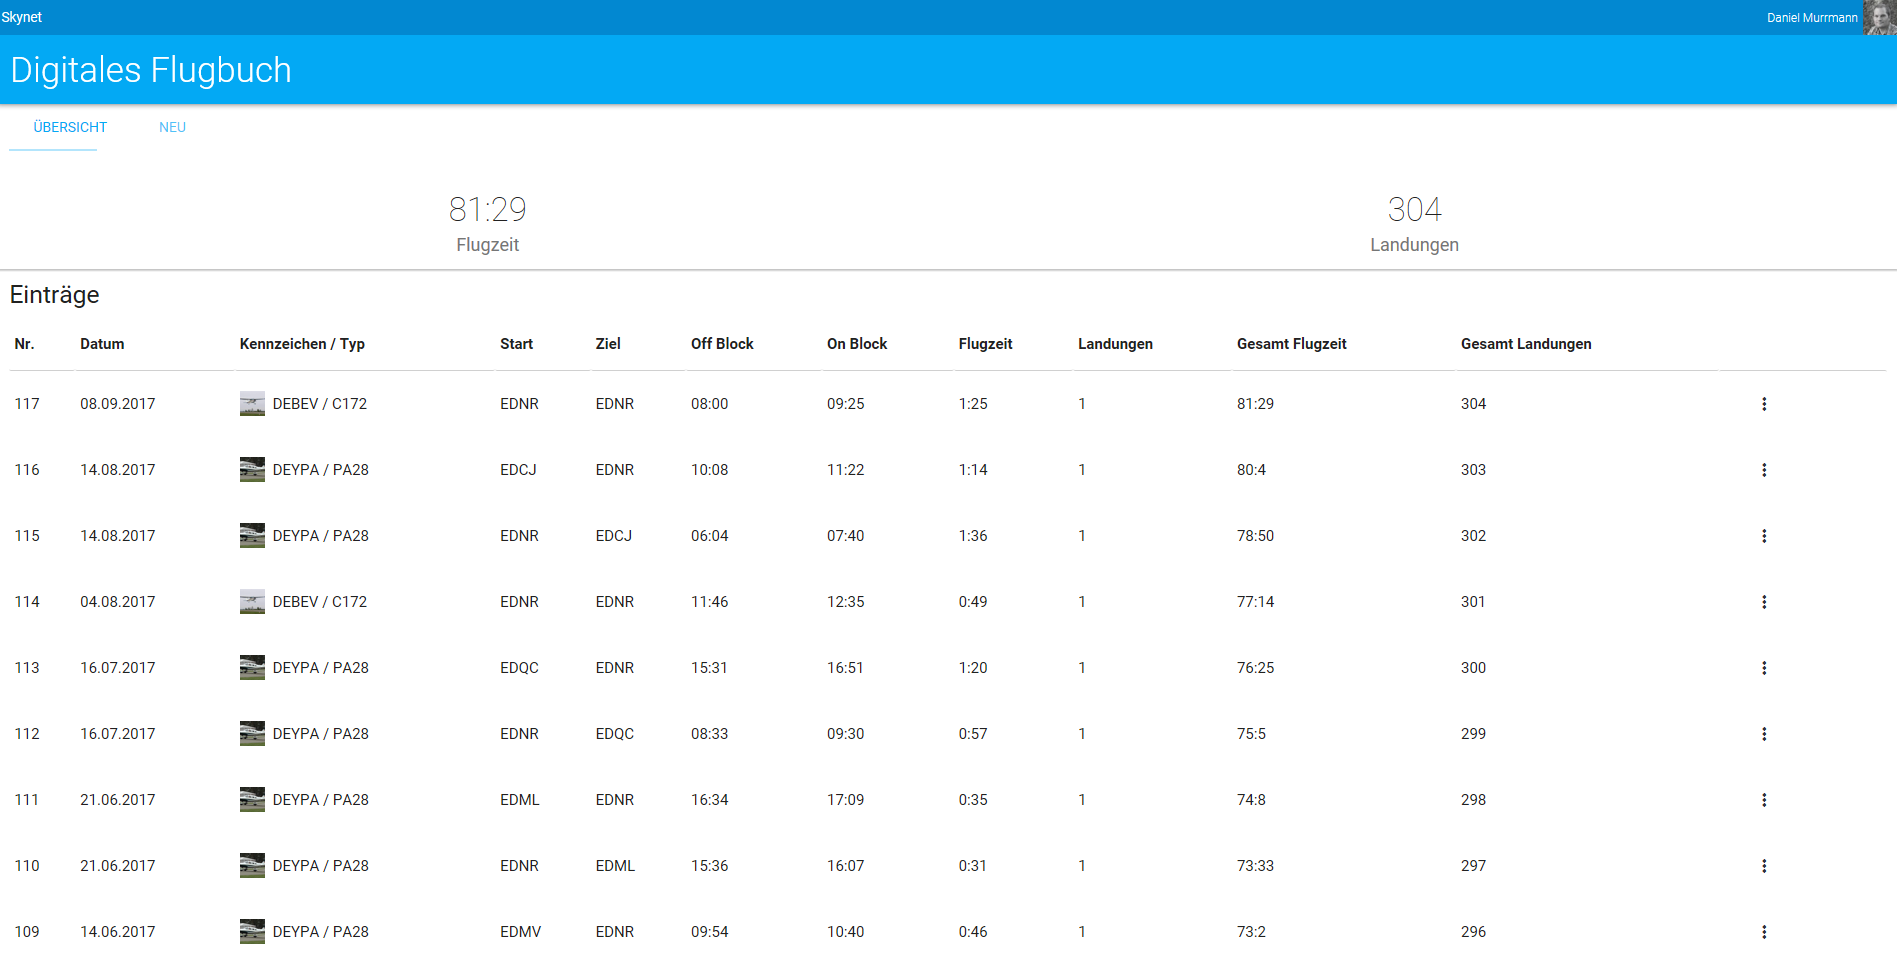 Skynet Daniel Murrmann
Digitales Flugbuch
ÜBERSICHT NEU
81:29 304
Flugzeit Landungen
Einträge
Nr. Datum Kennzeichen / Typ Start Ziel Off Block On Block Flugzeit Landungen Gesamt Flugzeit Gesamt Landungen
117 08.09.2017 DEBEV / C172 EDNR EDNR 08:00 09:25 1:25 1 81:29 304
116 14.08.2017 DEYPA / PA28 EDCJ EDNR 10:08 11:22 1:14 1 80:4 303
115 14.08.2017 DEYPA / PA28 EDNR EDCJ 06:04 07:40 1:36 1 78:50 302
114 04.08.2017 DEBEV / C172 EDNR EDNR 11:46 12:35 0:49 1 77:14 301
113 16.07.2017 DEYPA / PA28 EDQC EDNR 15:31 16:51 1:20 1 76:25 300
112 16.07.2017 DEYPA / PA28 EDNR EDQC 08:33 09:30 0:57 1 75:5 299
111 21.06.2017 DEYPA / PA28 EDML EDNR 16:34 17:09 0:35 1 74:8 298
110 21.06.2017 DEYPA / PA28 EDNR EDML 15:36 16:07 0:31 1 73:33 297
109 14.06.2017 DEYPA / PA28 EDMV EDNR 09:54 10:40 0:46 1 73:2 296